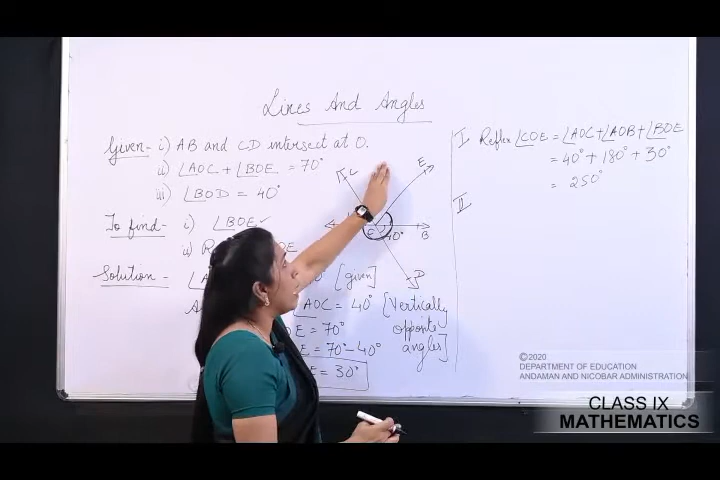 Lines And Angles
Given- i) AB and CD intersect at O.
ii) ∠AOC + ∠BOE = 70°
iii) ∠BOD = 40°
To find- i) ∠BOE ✓
ii) R OE
Solution- [given]
∠AOC = 40° [Vertically opposite angles]
E = 70°
E = 70° - 40°
E = 30°
E
B
D
40°
I Reflex ∠COE = ∠AOC + ∠AOB + ∠BOE
= 40° + 180° + 30°
= 250°
II
©2020
DEPARTMENT OF EDUCATION
ANDAMAN AND NICOBAR ADMINISTRATION
CLASS IX
MATHEMATICS